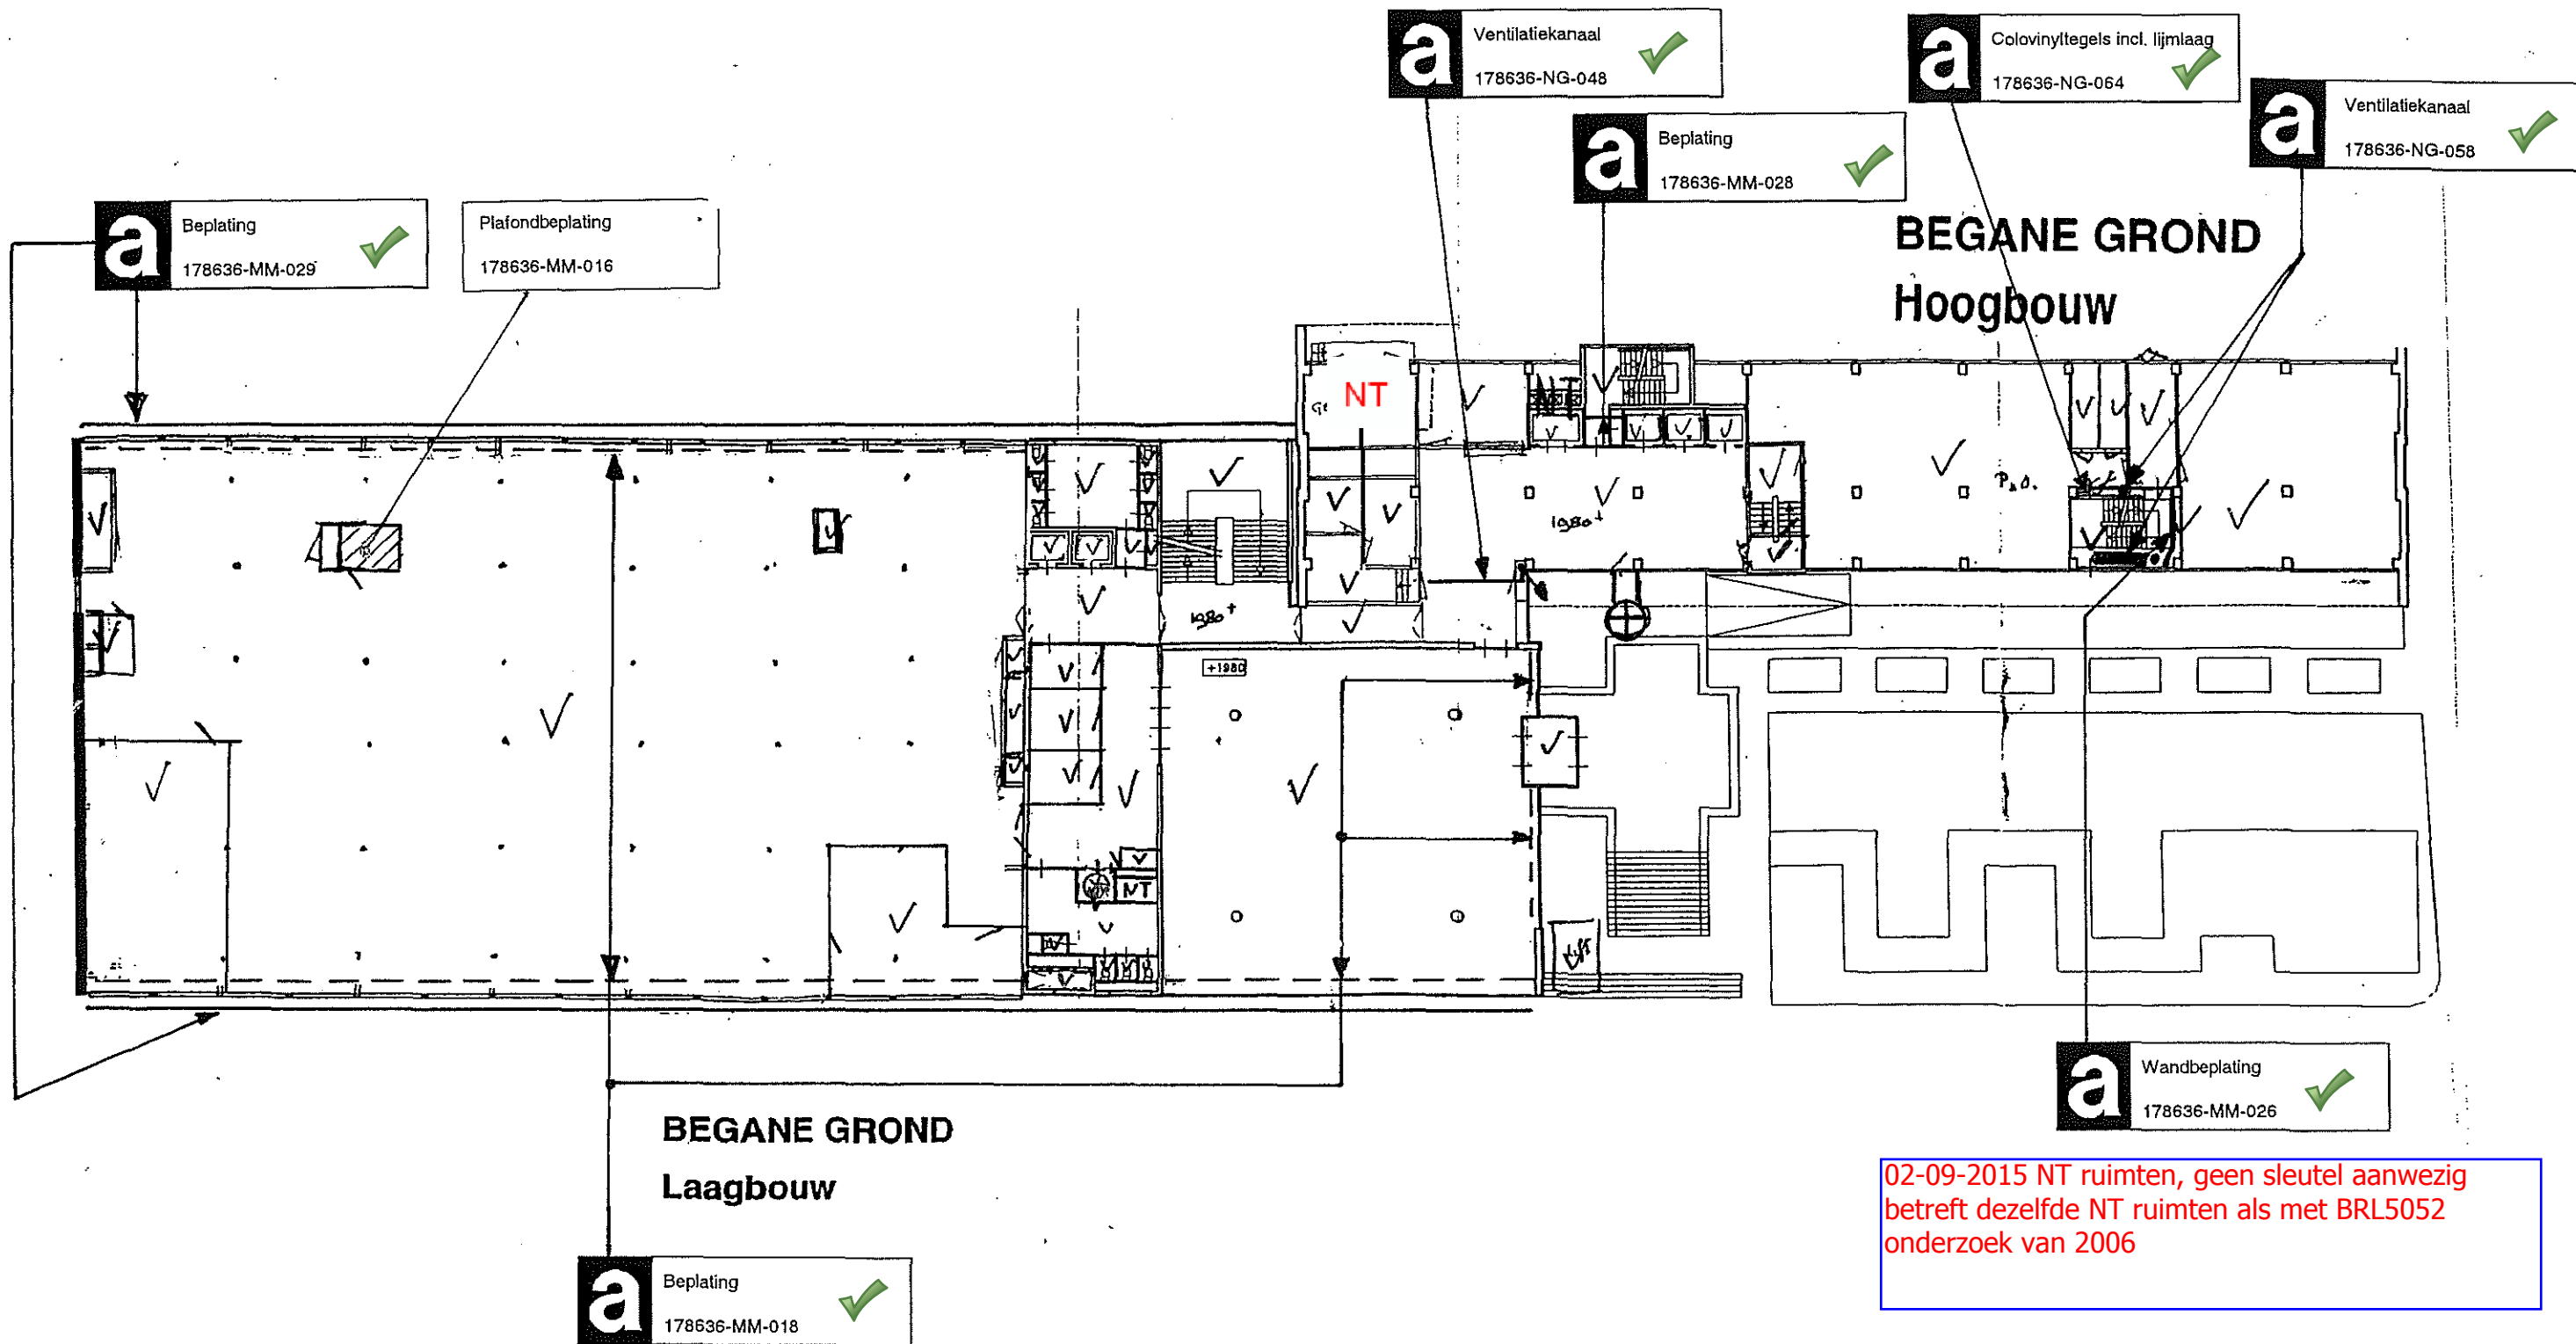 a
Ventilatiekanaal
178636-NG-048
a
Colovinyltegels incl. lijmlaag
178636-NG-064
a
Ventilatiekanaal
178636-NG-058
a
Beplating
178636-MM-028
a
Beplating
178636-MM-029
Plafondbeplating
178636-MM-016
BEGANE GROND
Hoogbouw
NT
NT
1980+
P&O.
1980+
+1980
NT
Lift
a
Wandbeplating
178636-MM-026
BEGANE GROND
Laagbouw
02-09-2015 NT ruimten, geen sleutel aanwezig
betreft dezelfde NT ruimten als met BRL5052
onderzoek van 2006
a
Beplating
178636-MM-018